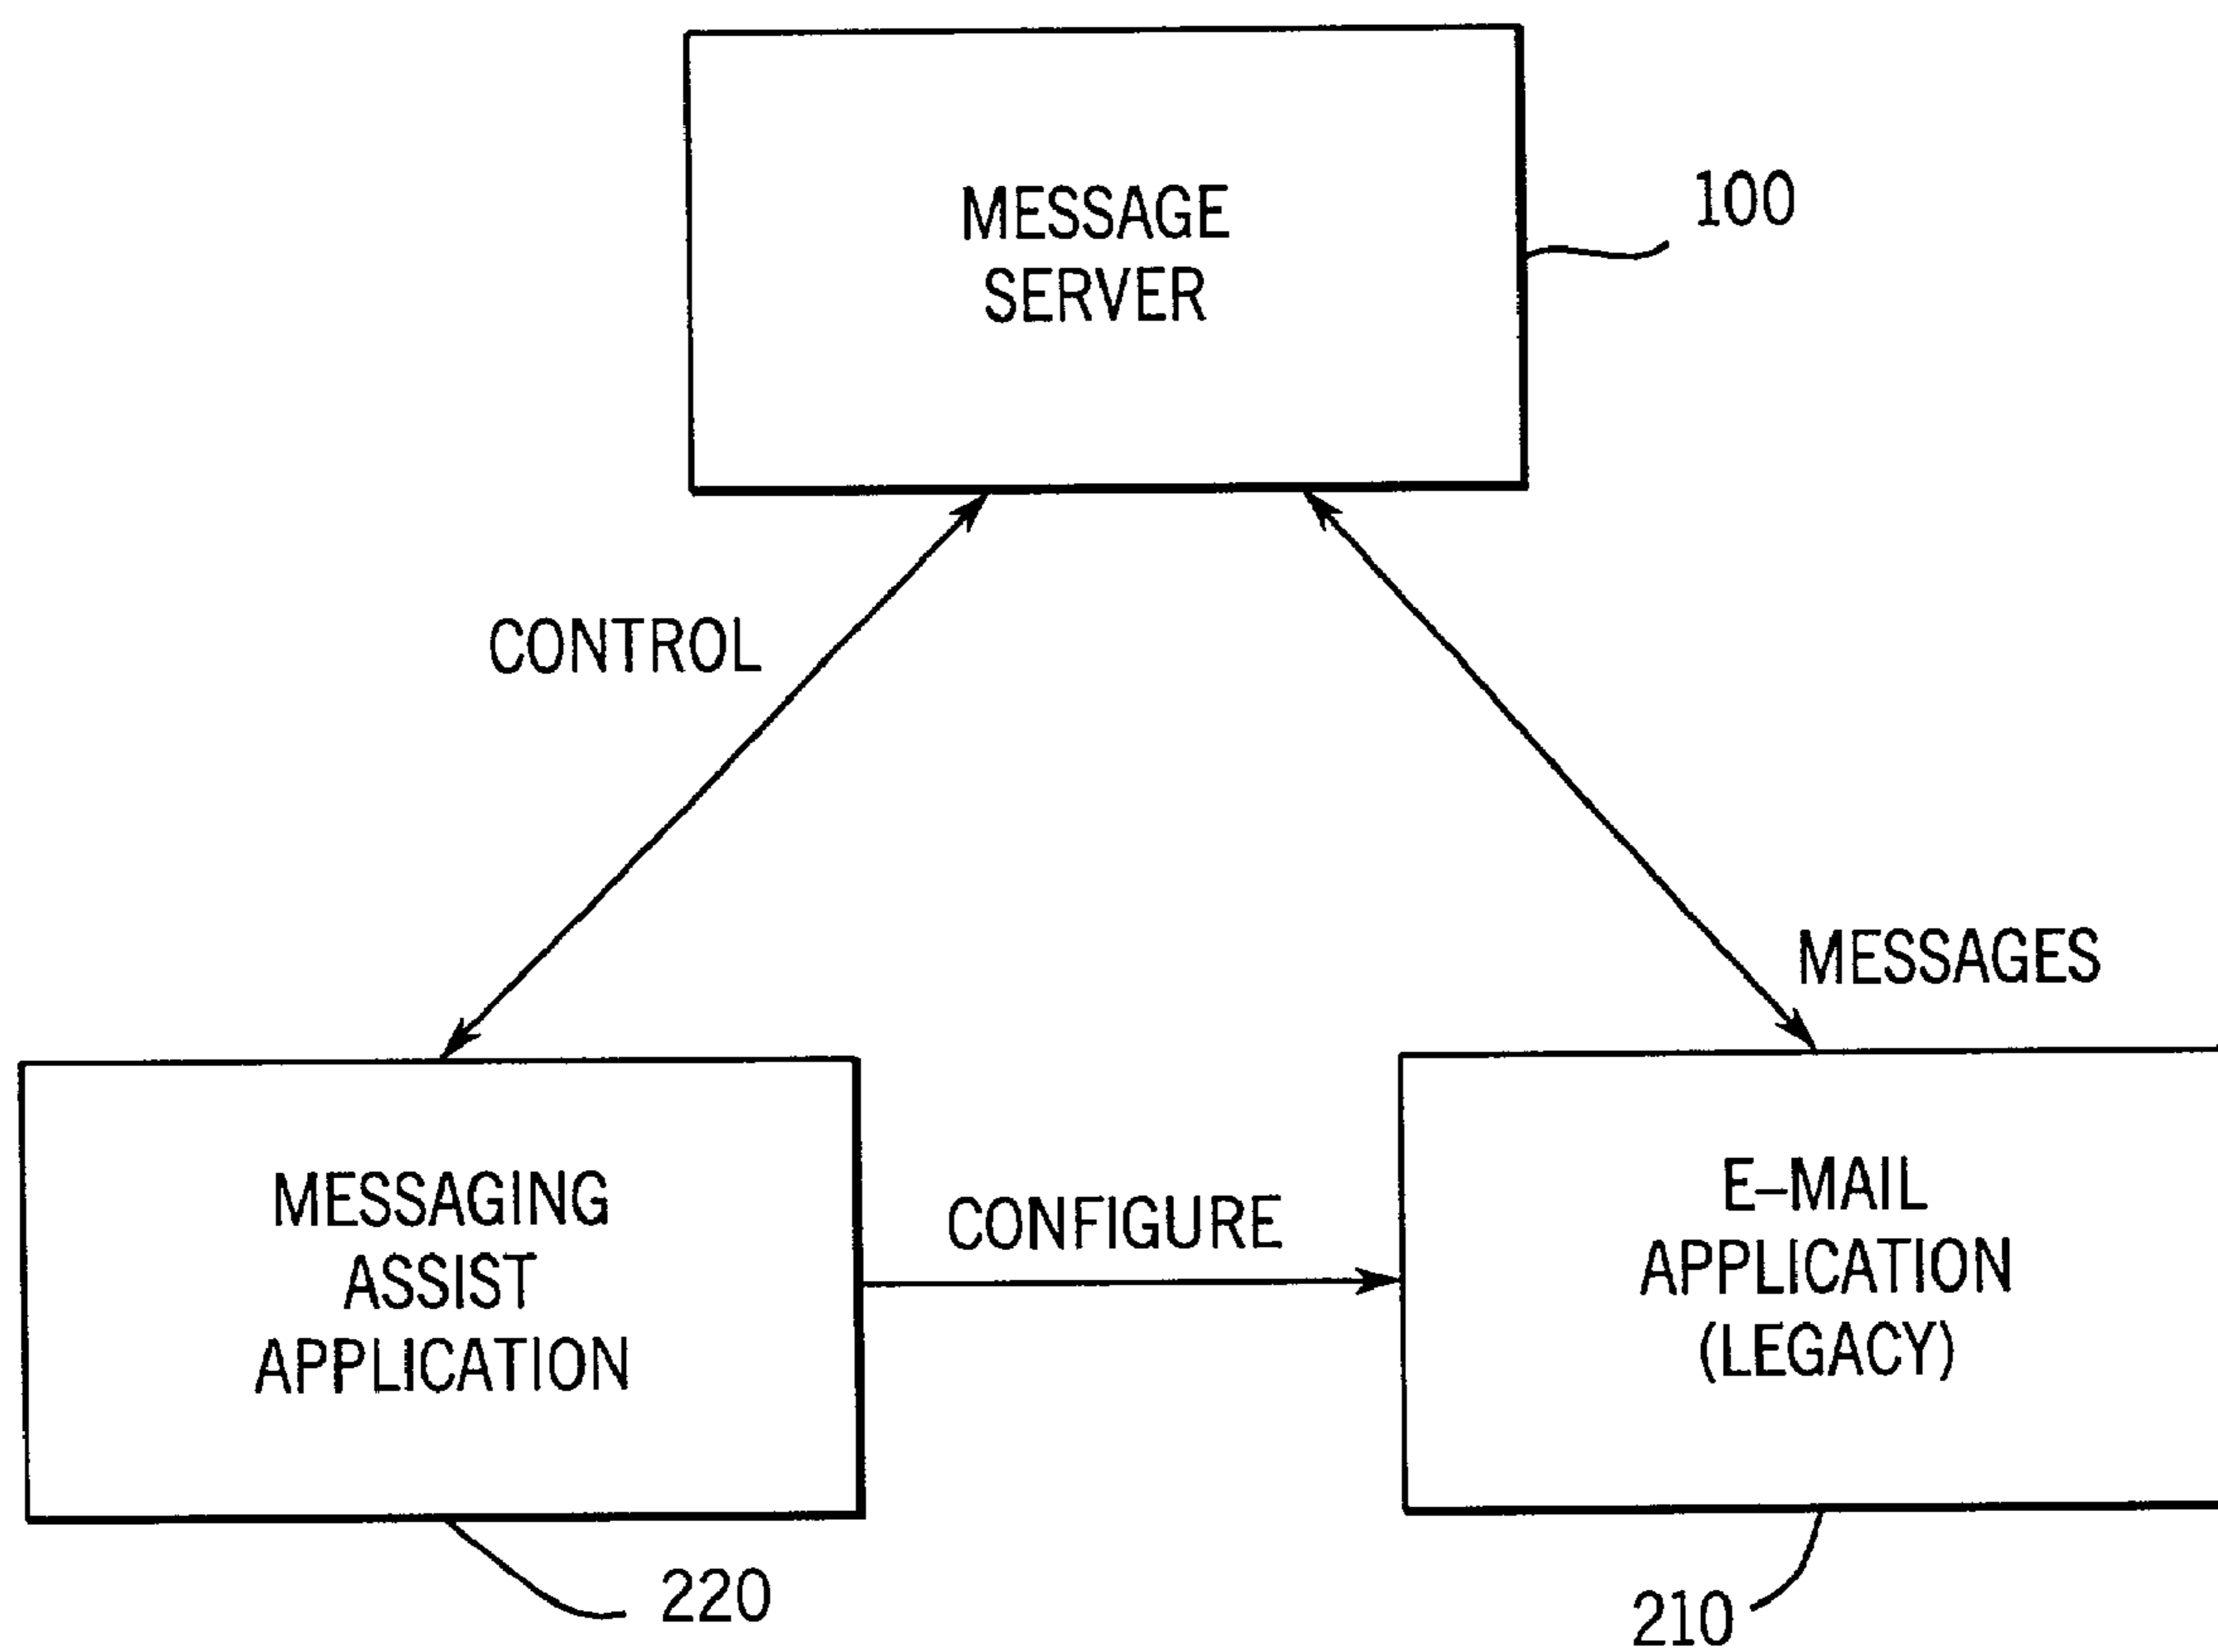 MESSAGE
SERVER
100
CONTROL
MESSAGES
MESSAGING
ASSIST
APPLICATION
CONFIGURE
E–MAIL
APPLICATION
(LEGACY)
220
210